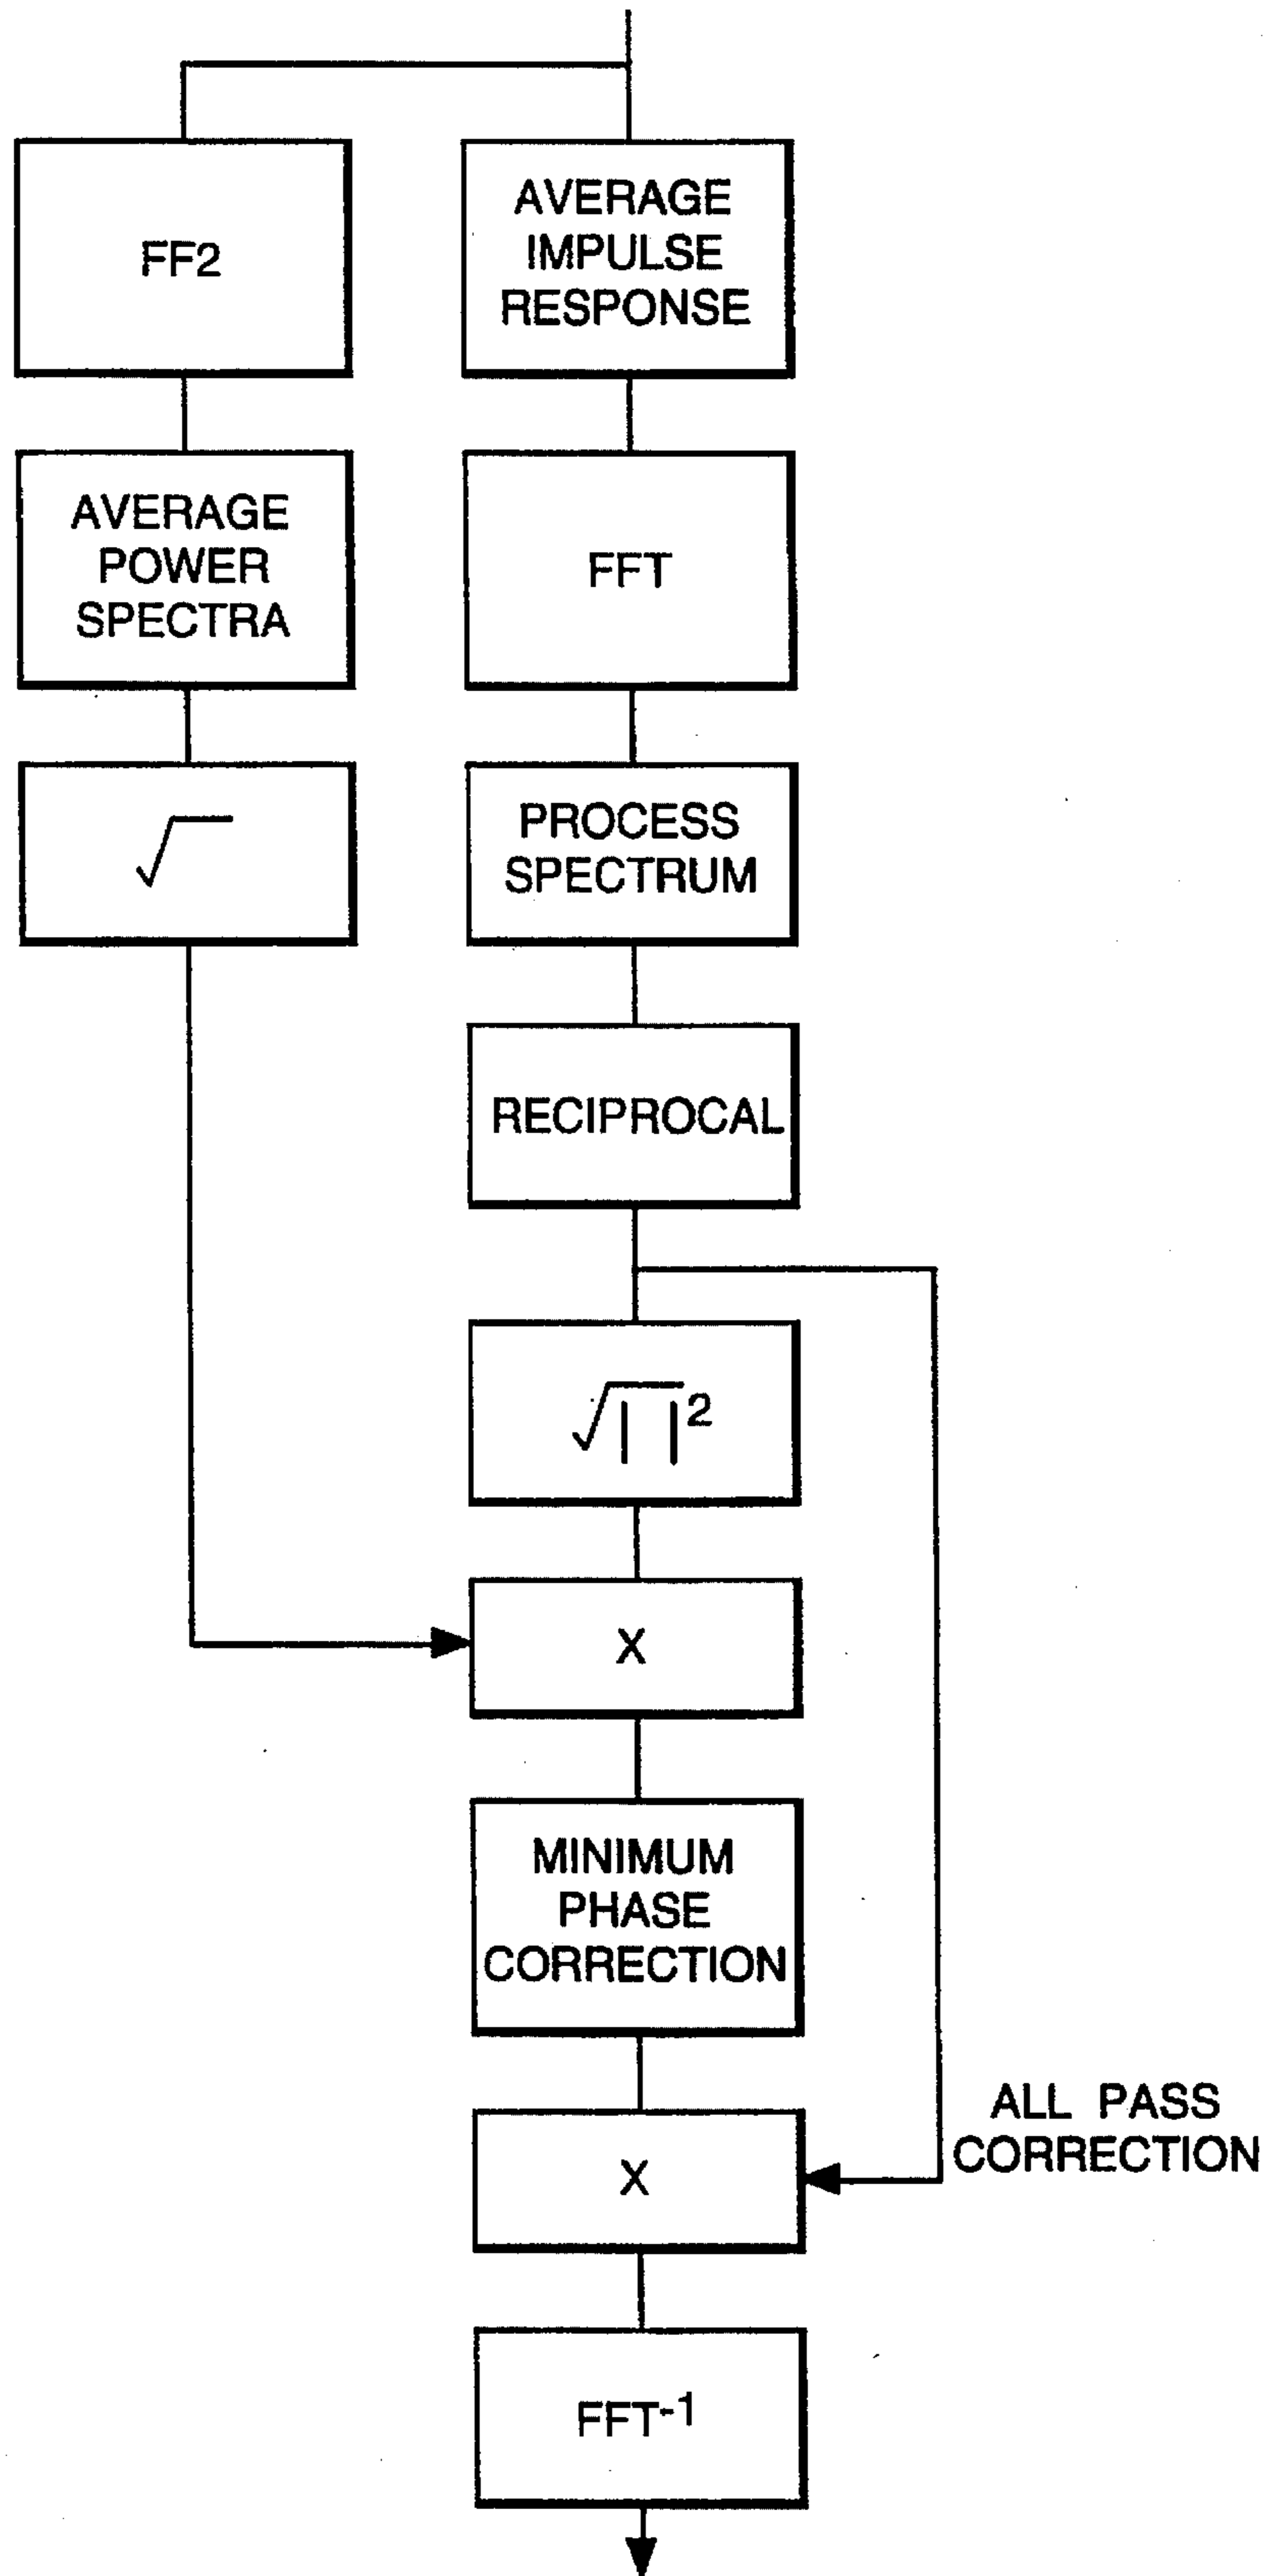 FF2
AVERAGE
IMPULSE
RESPONSE
AVERAGE
POWER
SPECTRA
FFT
√
PROCESS
SPECTRUM
RECIPROCAL
√| |²
X
MINIMUM
PHASE
CORRECTION
ALL PASS
CORRECTION
X
FFT⁻¹